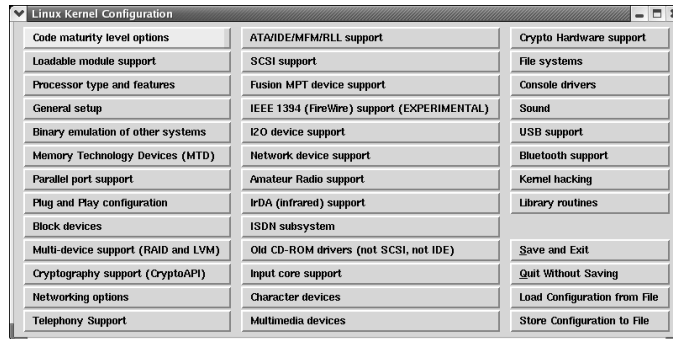 Linux Kernel Configuration
Code maturity level options
Loadable module support
Processor type and features
General setup
Binary emulation of other systems
Memory Technology Devices (MTD)
Parallel port support
Plug and Play configuration
Block devices
Multi-device support (RAID and LVM)
Cryptography support (CryptoAPI)
Networking options
Telephony Support
ATA/IDE/MFM/RLL support
SCSI support
Fusion MPT device support
IEEE 1394 (FireWire) support (EXPERIMENTAL)
I2O device support
Network device support
Amateur Radio support
IrDA (infrared) support
ISDN subsystem
Old CD-ROM drivers (not SCSI, not IDE)
Input core support
Character devices
Multimedia devices
Crypto Hardware support
File systems
Console drivers
Sound
USB support
Bluetooth support
Kernel hacking
Library routines
Save and Exit
Quit Without Saving
Load Configuration from File
Store Configuration to File